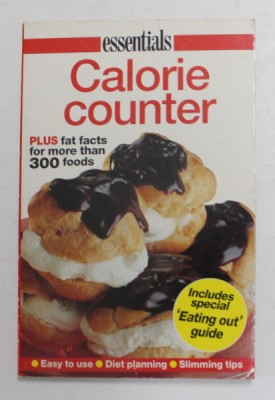 essentials
Calorie
counter
PLUS fat facts
for more than
300 foods
Includes
special
'Eating out'
guide
Easy to use Diet planning Slimming tips